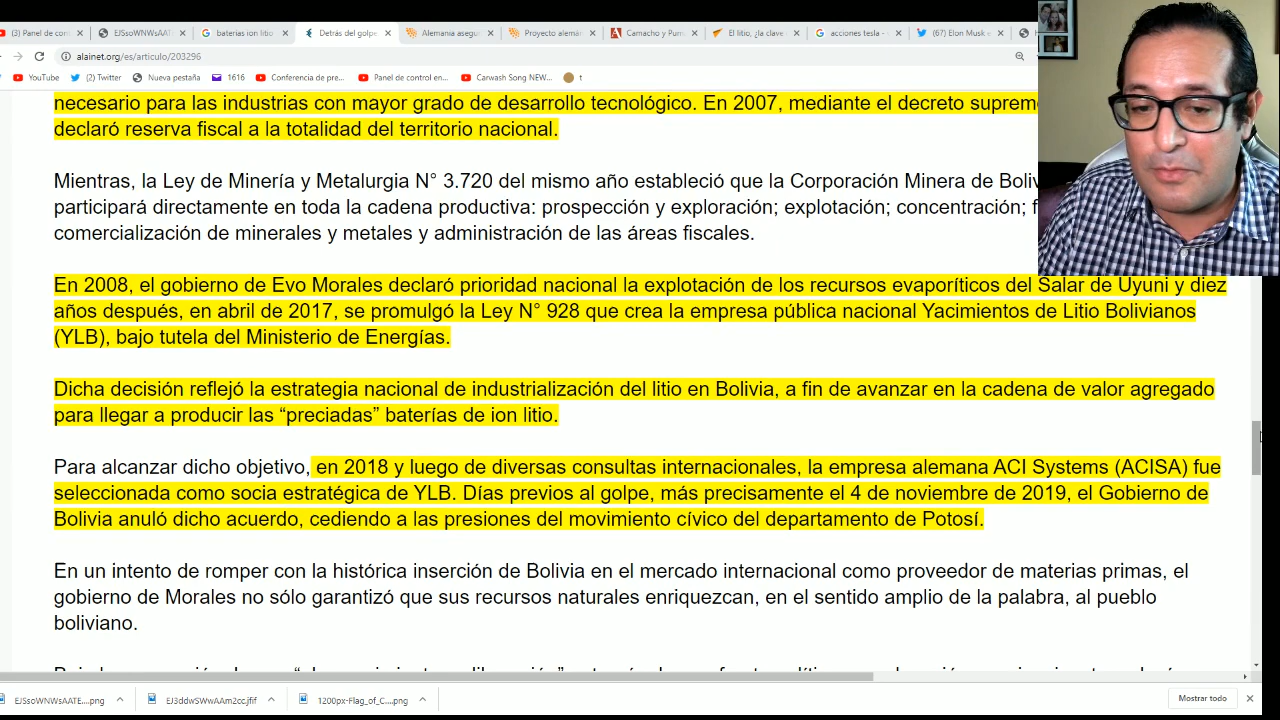 (3) Panel de con
EJSsoWNWsAAT
baterias ion litio
Detrás del golpe
Alemania asegu
Proyecto alemá
Camacho y Pum
El litio, ¿la clave
acciones tesla -
(67) Elon Musk e
alainet.org/es/articulo/203296
YouTube
(2) Twitter
Nueva pestaña
1616
Conferencia de pre...
Panel de control en...
Carwash Song NEW...
t
necesario para las industrias con mayor grado de desarrollo tecnológico. En 2007, mediante el decreto suprem
declaró reserva fiscal a la totalidad del territorio nacional.
Mientras, la Ley de Minería y Metalurgia N° 3.720 del mismo año estableció que la Corporación Minera de Boliv
participará directamente en toda la cadena productiva: prospección y exploración; explotación; concentración; f
comercialización de minerales y metales y administración de las áreas fiscales.
En 2008, el gobierno de Evo Morales declaró prioridad nacional la explotación de los recursos evaporíticos del Salar de Uyuni y diez
años después, en abril de 2017, se promulgó la Ley N° 928 que crea la empresa pública nacional Yacimientos de Litio Bolivianos
(YLB), bajo tutela del Ministerio de Energías.
Dicha decisión reflejó la estrategia nacional de industrialización del litio en Bolivia, a fin de avanzar en la cadena de valor agregado
para llegar a producir las “preciadas” baterías de ion litio.
Para alcanzar dicho objetivo, en 2018 y luego de diversas consultas internacionales, la empresa alemana ACI Systems (ACISA) fue
seleccionada como socia estratégica de YLB. Días previos al golpe, más precisamente el 4 de noviembre de 2019, el Gobierno de
Bolivia anuló dicho acuerdo, cediendo a las presiones del movimiento cívico del departamento de Potosí.
En un intento de romper con la histórica inserción de Bolivia en el mercado internacional como proveedor de materias primas, el
gobierno de Morales no sólo garantizó que sus recursos naturales enriquezcan, en el sentido amplio de la palabra, al pueblo
boliviano.
EJSsoWNWsAATE....png
EJ3ddwSWwAAm2cc.jfif
1200px-Flag_of_C....png
Mostrar todo